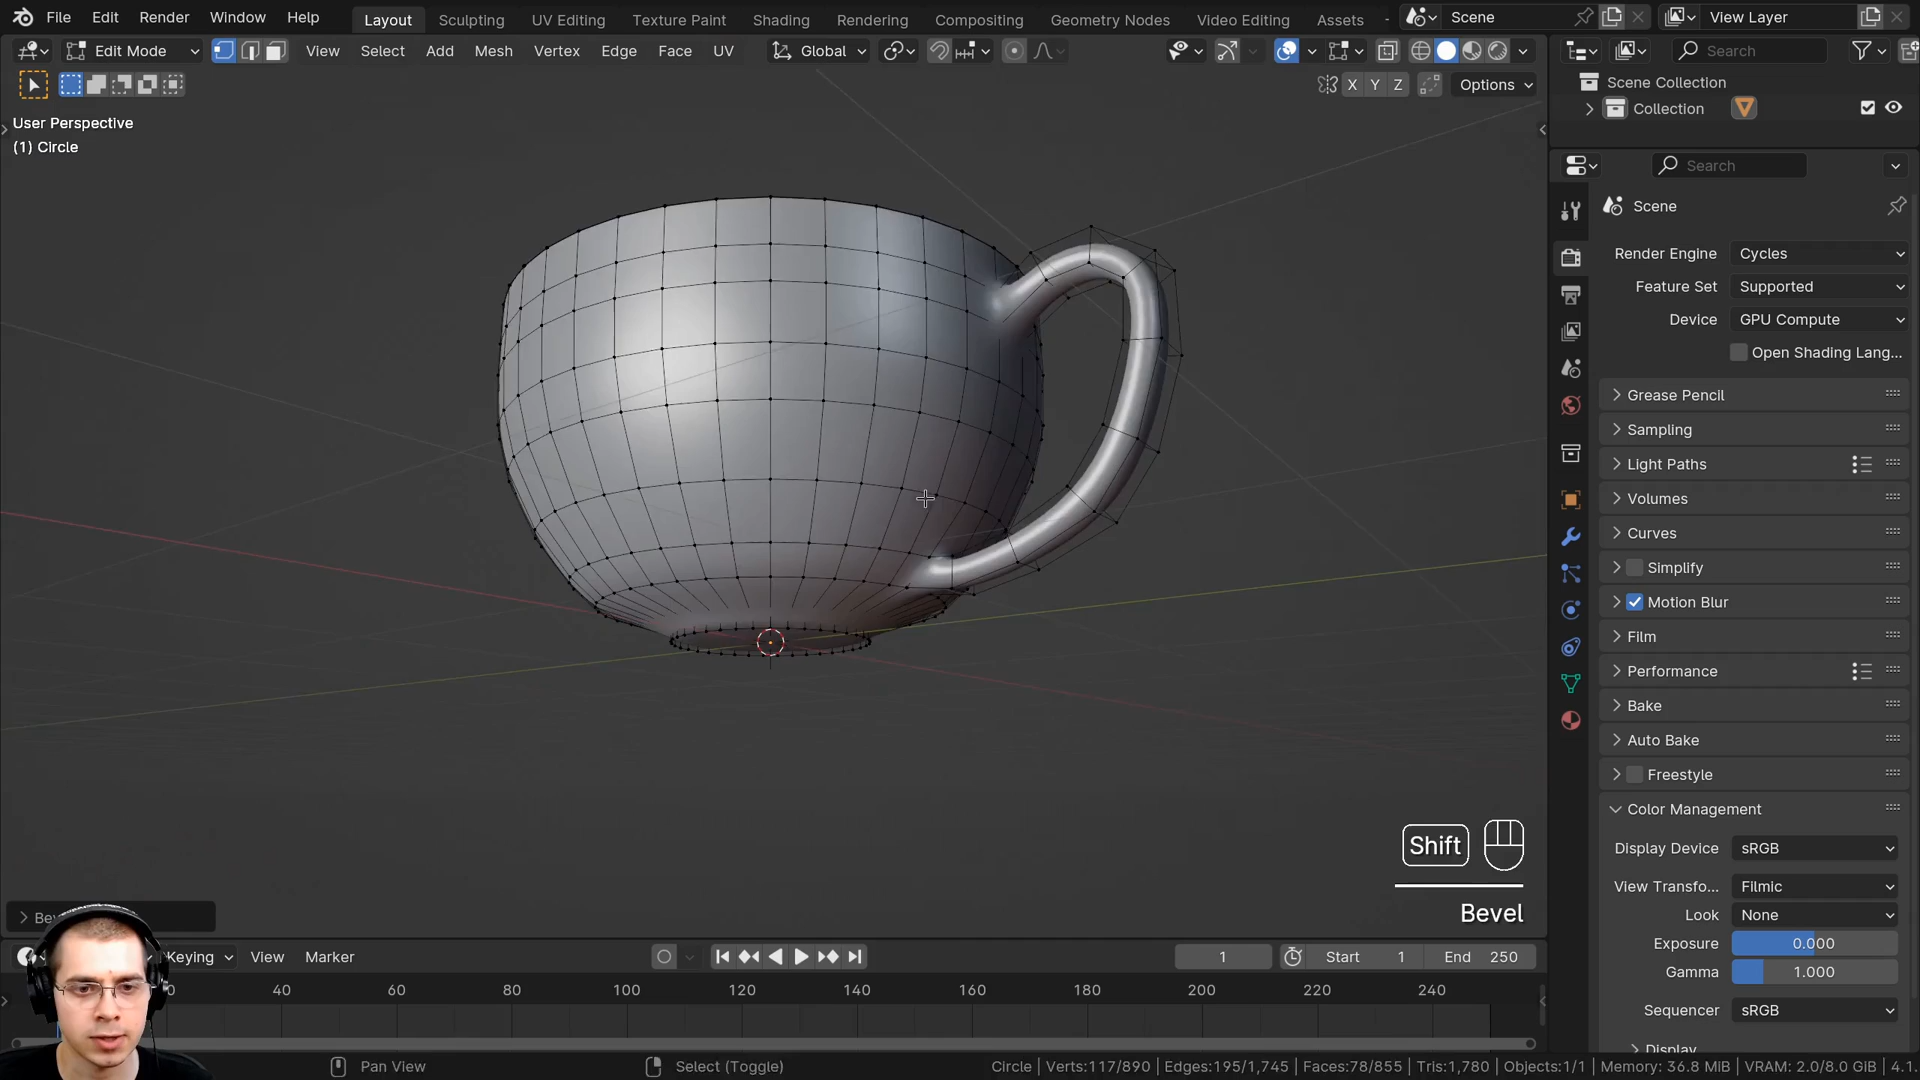 File Edit Render Window Help Layout Sculpting UV Editing Texture Paint Shading Rendering Compositing Geometry Nodes Video Editing Assets Scene View Layer
Edit Mode View Select Add Mesh Vertex Edge Face UV Global Search
X Y Z Options
Scene Collection
Collection
User Perspective
(1) Circle
Search
Scene
Render Engine Cycles
Feature Set Supported
Device GPU Compute
Open Shading Lang...
Grease Pencil
Sampling
Light Paths
Volumes
Curves
Simplify
Motion Blur
Film
Performance
Bake
Auto Bake
Freestyle
Color Management
Display Device sRGB
View Transfo... Filmic
Look None
Exposure 0.000
Gamma 1.000
Sequencer sRGB
Display
Shift
Bevel
Keying View Marker 1 Start 1 End 250
40 60 80 100 120 140 160 180 200 220 240
Pan View Select (Toggle) Circle | Verts:117/890 | Edges:195/1,745 | Faces:78/855 | Tris:1,780 | Objects:1/1 | Memory: 36.8 MiB | VRAM: 2.0/8.0 GiB | 4.1.